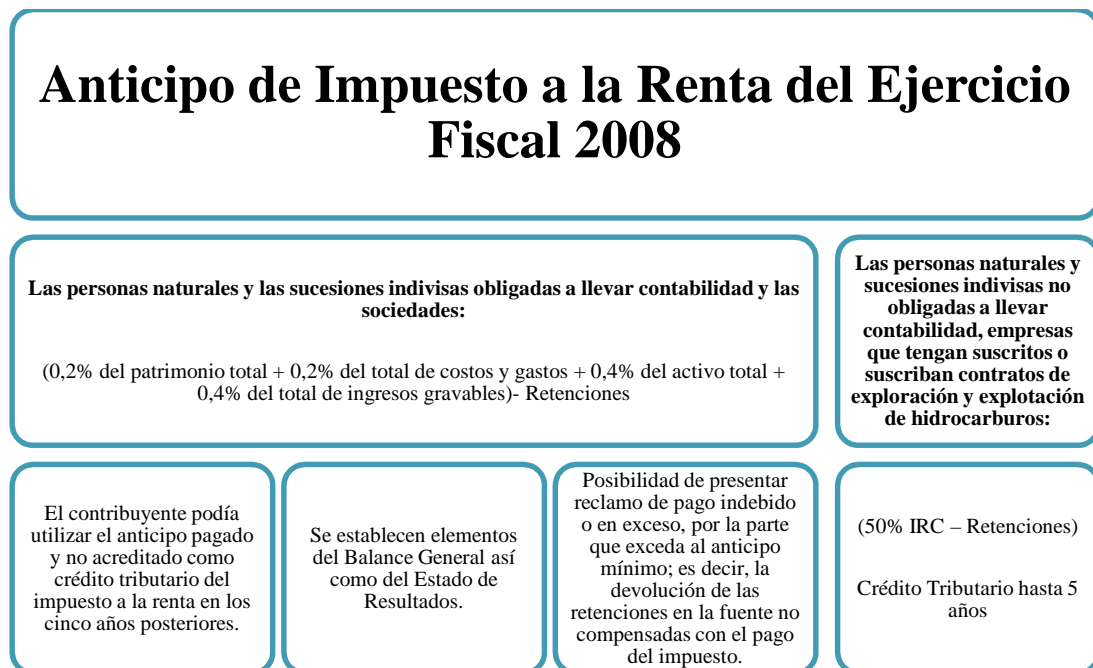 Anticipo de Impuesto a la Renta del Ejercicio
Fiscal 2008
Las personas naturales y las sucesiones indivisas obligadas a llevar contabilidad y las
sociedades:
(0,2% del patrimonio total + 0,2% del total de costos y gastos + 0,4% del activo total +
0,4% del total de ingresos gravables)- Retenciones
Las personas naturales y
sucesiones indivisas no
obligadas a llevar
contabilidad, empresas
que tengan suscritos o
suscriban contratos de
exploración y explotación
de hidrocarburos:
El contribuyente podía
utilizar el anticipo pagado
y no acreditado como
crédito tributario del
impuesto a la renta en los
cinco años posteriores.
Se establecen elementos
del Balance General así
como del Estado de
Resultados.
Posibilidad de presentar
reclamo de pago indebido
o en exceso, por la parte
que exceda al anticipo
mínimo; es decir, la
devolución de las
retenciones en la fuente no
compensadas con el pago
del impuesto.
(50% IRC – Retenciones)
Crédito Tributario hasta 5
años